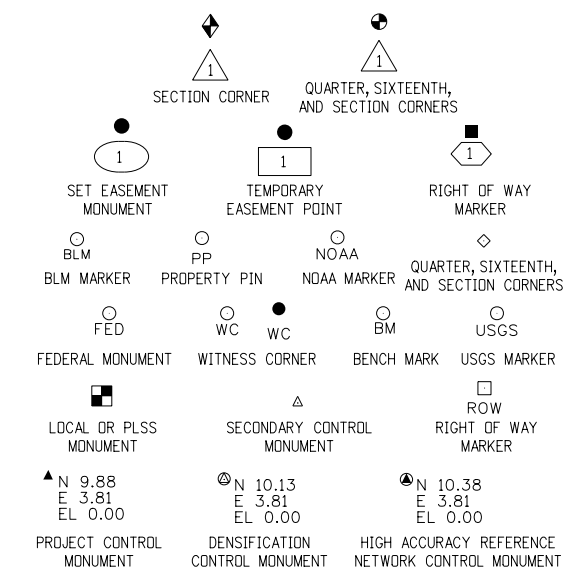 1
1
SECTION CORNER
QUARTER, SIXTEENTH,
AND SECTION CORNERS
1
1
1
SET EASEMENT
MONUMENT
TEMPORARY
EASEMENT POINT
RIGHT OF WAY
MARKER
BLM
BLM MARKER
PP
PROPERTY PIN
NOAA
NOAA MARKER
QUARTER, SIXTEENTH,
AND SECTION CORNERS
FED
FEDERAL MONUMENT
WC
WC
WITNESS CORNER
BM
BENCH MARK
USGS
USGS MARKER
LOCAL OR PLSS
MONUMENT
SECONDARY CONTROL
MONUMENT
ROW
RIGHT OF WAY
MARKER
N 9.88
E 3.81
EL 0.00
PROJECT CONTROL
MONUMENT
N 10.13
E 3.81
EL 0.00
DENSIFICATION
CONTROL MONUMENT
N 10.38
E 3.81
EL 0.00
HIGH ACCURACY REFERENCE
NETWORK CONTROL MONUMENT